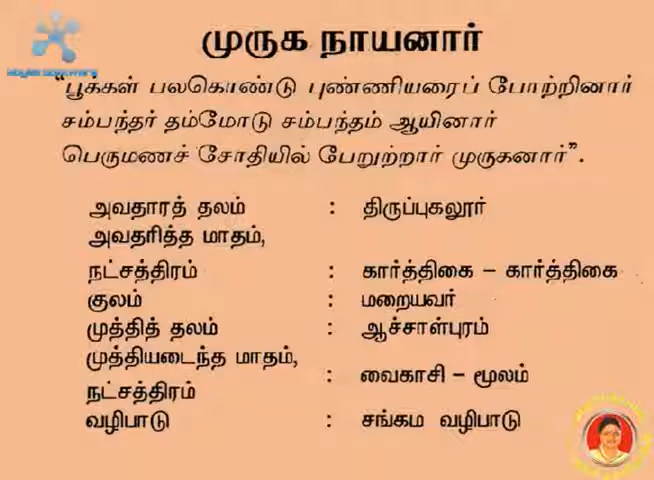 முருக நாயனார்
“பூக்கள் பலகொண்டு புண்ணியரைப் போற்றினார்
சம்பந்தர் தம்மோடு சம்பந்தம் ஆயினார்
பெருமணச் சோதியில் பேறுற்றார் முருகனார்”.
அவதாரத் தலம் : திருப்புகலூர்
அவதரித்த மாதம்,
நட்சத்திரம் : கார்த்திகை – கார்த்திகை
குலம் : மறையவர்
முத்தித் தலம் : ஆச்சாள்புரம்
முத்தியடைந்த மாதம்,
நட்சத்திரம் : வைகாசி – மூலம்
வழிபாடு : சங்கம வழிபாடு